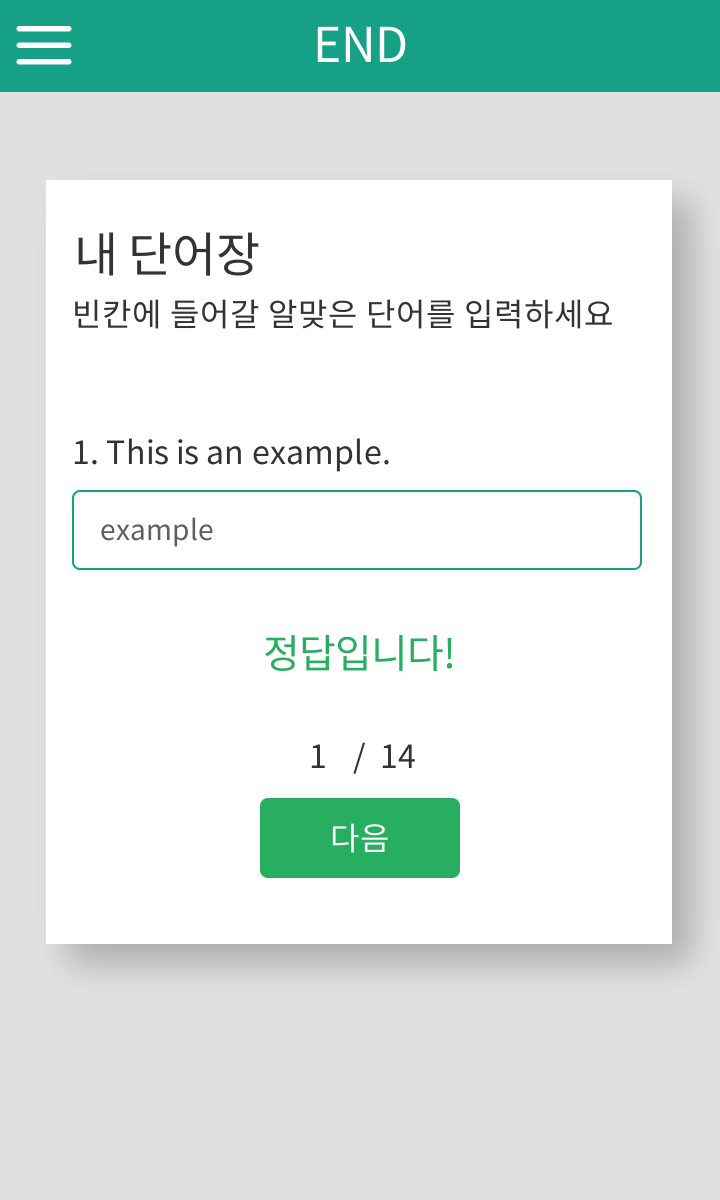 END
내 단어장
빈칸에 들어갈 알맞은 단어를 입력하세요
1. This is an example.
example
정답입니다!
1 / 14
다음